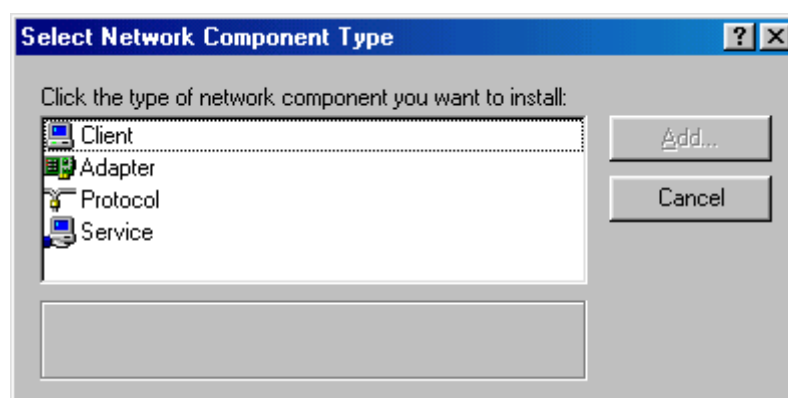 Select Network Component Type
Click the type of network component you want to install:
Client
Adapter
Protocol
Service
Add...
Cancel